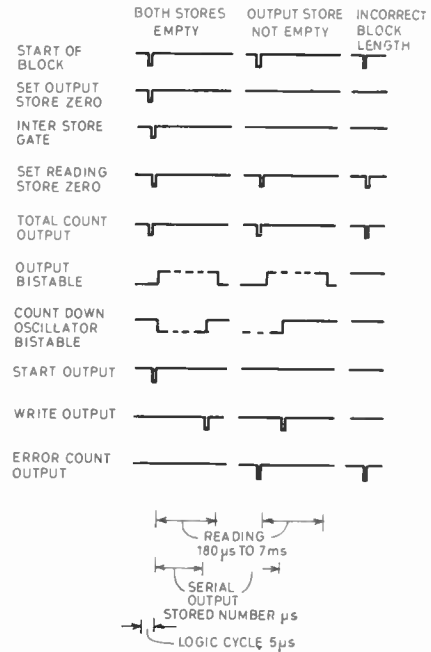 BOTH STORES EMPTY
OUTPUT STORE NOT EMPTY
INCORRECT BLOCK LENGTH
START OF BLOCK
SET OUTPUT STORE ZERO
INTER STORE GATE
SET READING STORE ZERO
TOTAL COUNT OUTPUT
OUTPUT BISTABLE
COUNT DOWN OSCILLATOR BISTABLE
START OUTPUT
WRITE OUTPUT
ERROR COUNT OUTPUT
READING
180 µs TO 7ms
SERIAL
OUTPUT
STORED NUMBER µs
LOGIC CYCLE 5µs